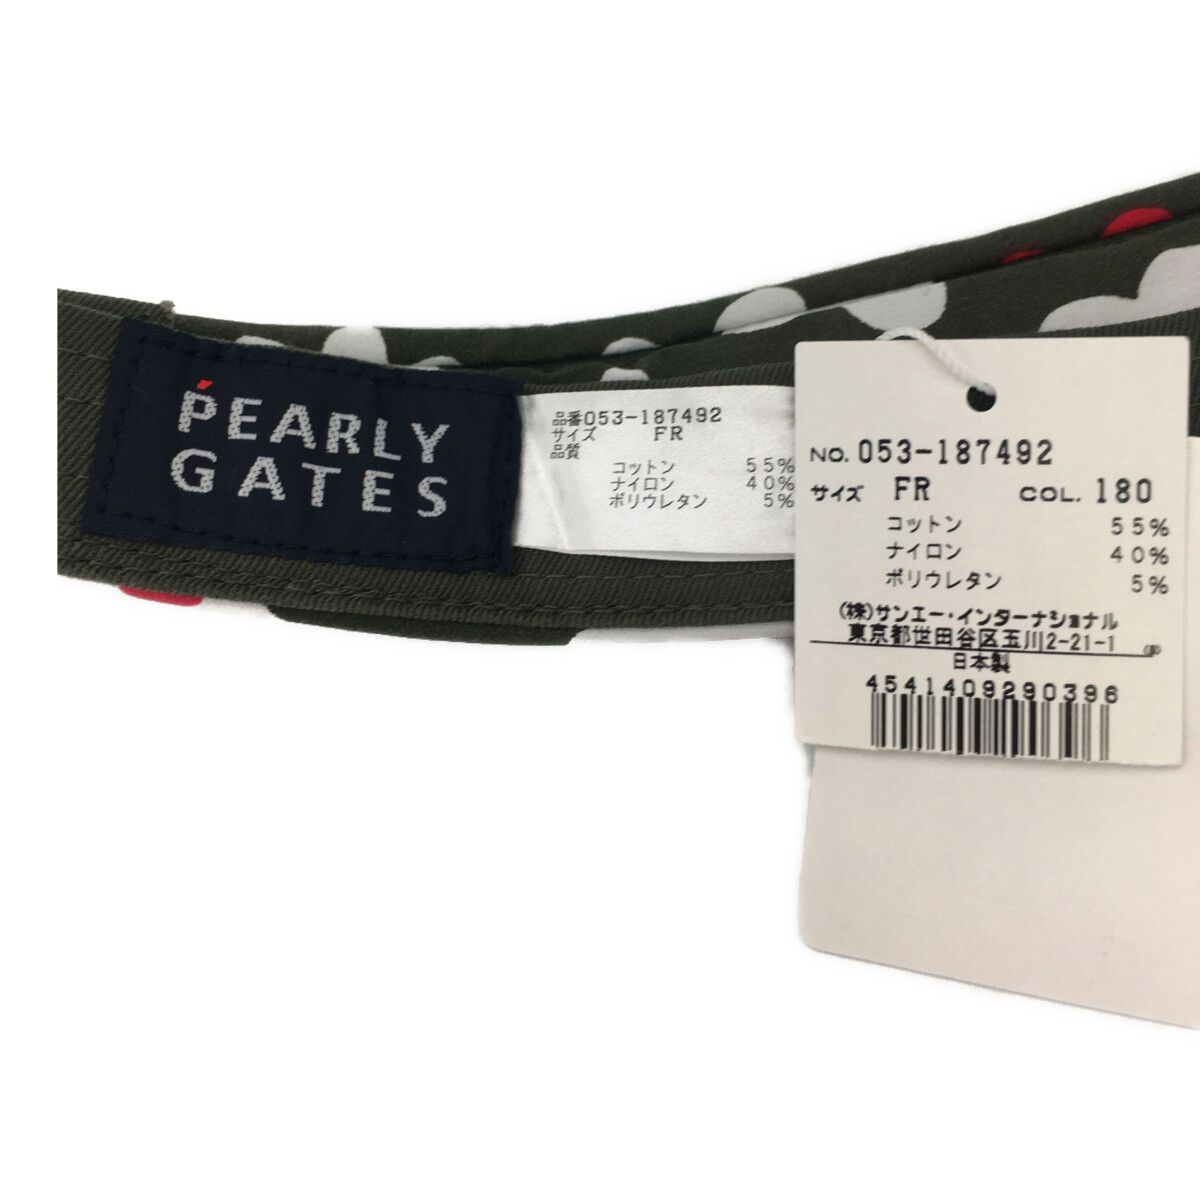 PEARLY
GATES
品番053-187492
サイズ FR
品質
コットン 55%
ナイロン 40%
ポリウレタン 5%
NO. 053-187492
サイズ FR COL. 180
コットン 55%
ナイロン 40%
ポリウレタン 5%
(株)サンエー・インターナショナル
東京都世田谷区玉川2-21-1
日本製
4541409290396